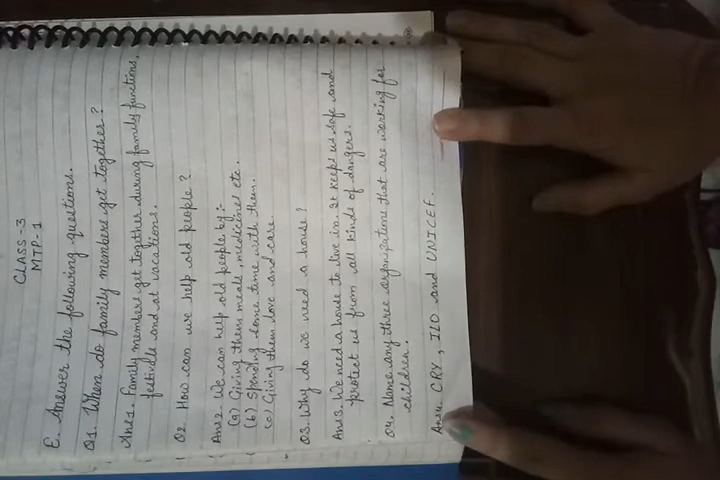 CLASS-3
MTP-1
E. Answer the following questions.
Q1. When do family members get together?
Ans1. Family members get together during family functions,
festivals and at vacations.
Q2 How can we help old people?
Ans2. We can help old people by:-
(a) Giving them meals, medicines etc.
(b) Spending some time with them.
(c) Giving them love and care.
Q3. Why do we need a house?
Ans3. We need a house to live in. It keeps us safe and
protect us from all kinds of dangers.
Q4. Name any three organizations that are working for
children.
Ans4. CRY, ILO and UNICEF.